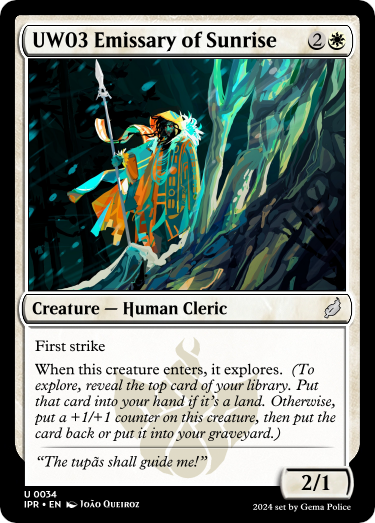 UW03 Emissary of Sunrise 2
Creature — Human Cleric
First strike
When this creature enters, it explores. (To
explore, reveal the top card of your library. Put
that card into your hand if it's a land. Otherwise,
put a +1/+1 counter on this creature, then put the
card back or put it into your graveyard.)
"The tupãs shall guide me!"
2/1
U 0034
IPR • EN João Queiroz
2024 set by Gema Police